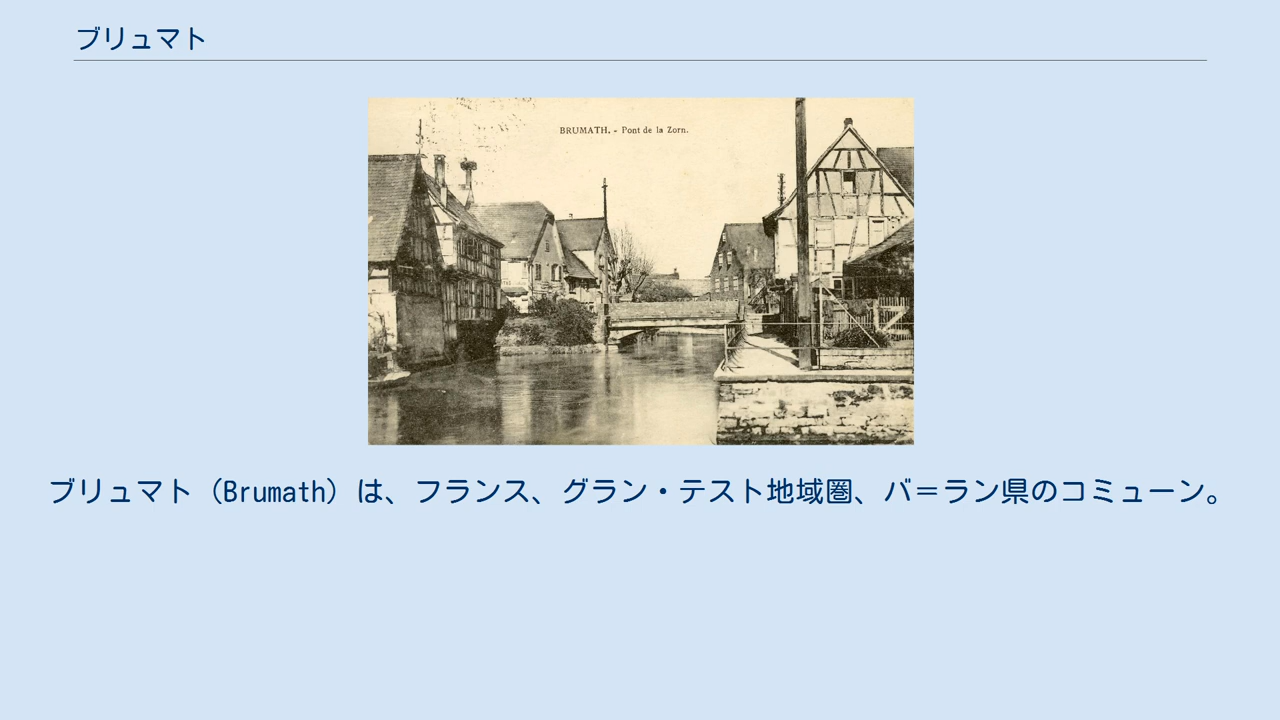 ブリュマト
BRUMATH. - Pont de la Zorn.
ブリュマト（Brumath）は、フランス、グラン・テスト地域圏、バ＝ラン県のコミューン。